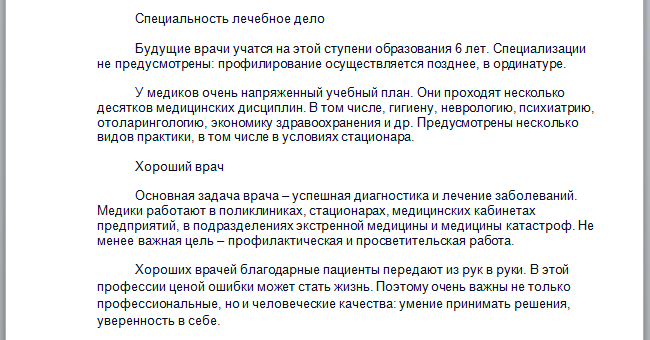 Специальность лечебное дело
Будущие врачи учатся на этой ступени образования 6 лет. Специализации
не предусмотрены: профилирование осуществляется позднее, в ординатуре.
У медиков очень напряженный учебный план. Они проходят несколько
десятков медицинских дисциплин. В том числе, гигиену, неврологию, психиатрию,
отоларингологию, экономику здравоохранения и др. Предусмотрены несколько
видов практики, в том числе в условиях стационара.
Хороший врач
Основная задача врача – успешная диагностика и лечение заболеваний.
Медики работают в поликлиниках, стационарах, медицинских кабинетах
предприятий, в подразделениях экстренной медицины и медицины катастроф. Не
менее важная цель – профилактическая и просветительская работа.
Хороших врачей благодарные пациенты передают из рук в руки. В этой
профессии ценой ошибки может стать жизнь. Поэтому очень важны не только
профессиональные, но и человеческие качества: умение принимать решения,
уверенность в себе.